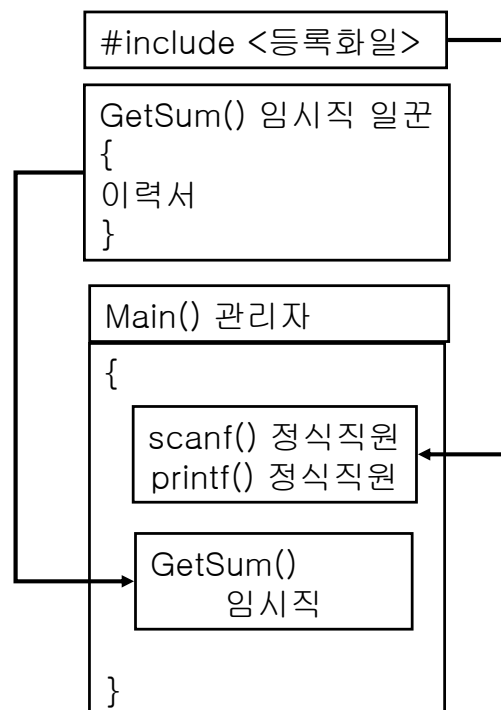 #include <등록화일>
GetSum() 임시직 일꾼
{
이력서
}
Main() 관리자
{
scanf() 정식직원
printf() 정식직원
GetSum()
임시직
}